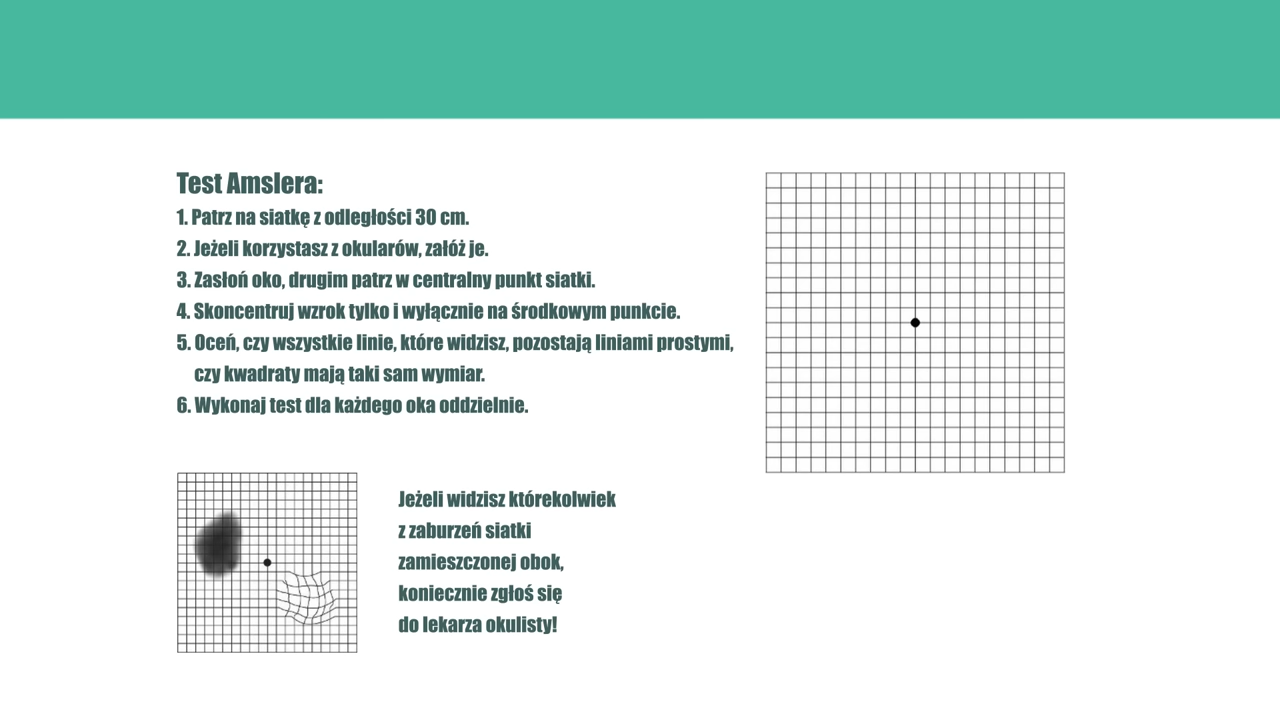 Test Amslera:
1. Patrz na siatkę z odległości 30 cm.
2. Jeżeli korzystasz z okularów, załóż je.
3. Zasłoń oko, drugim patrz w centralny punkt siatki.
4. Skoncentruj wzrok tylko i wyłącznie na środkowym punkcie.
5. Oceń, czy wszystkie linie, które widzisz, pozostają liniami prostymi,
czy kwadraty mają taki sam wymiar.
6. Wykonaj test dla każdego oka oddzielnie.
Jeżeli widzisz którekolwiek
z zaburzeń siatki
zamieszczonej obok,
koniecznie zgłoś się
do lekarza okulisty!